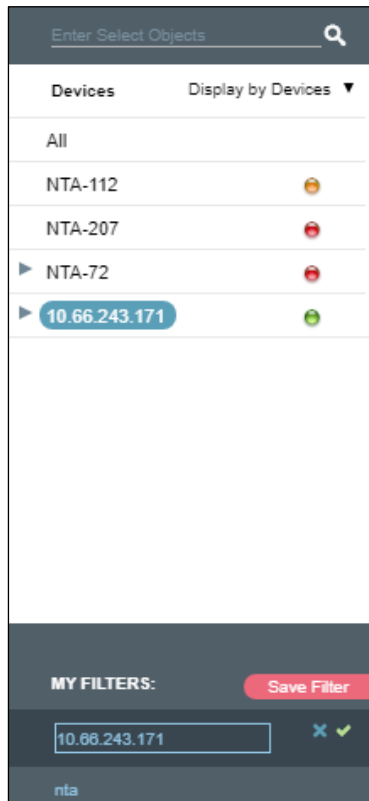 Enter Select Objects
Devices Display by Devices ▼
All
NTA-112
NTA-207
NTA-72
10.66.243.171
MY FILTERS: Save Filter
10.66.243.171
nta